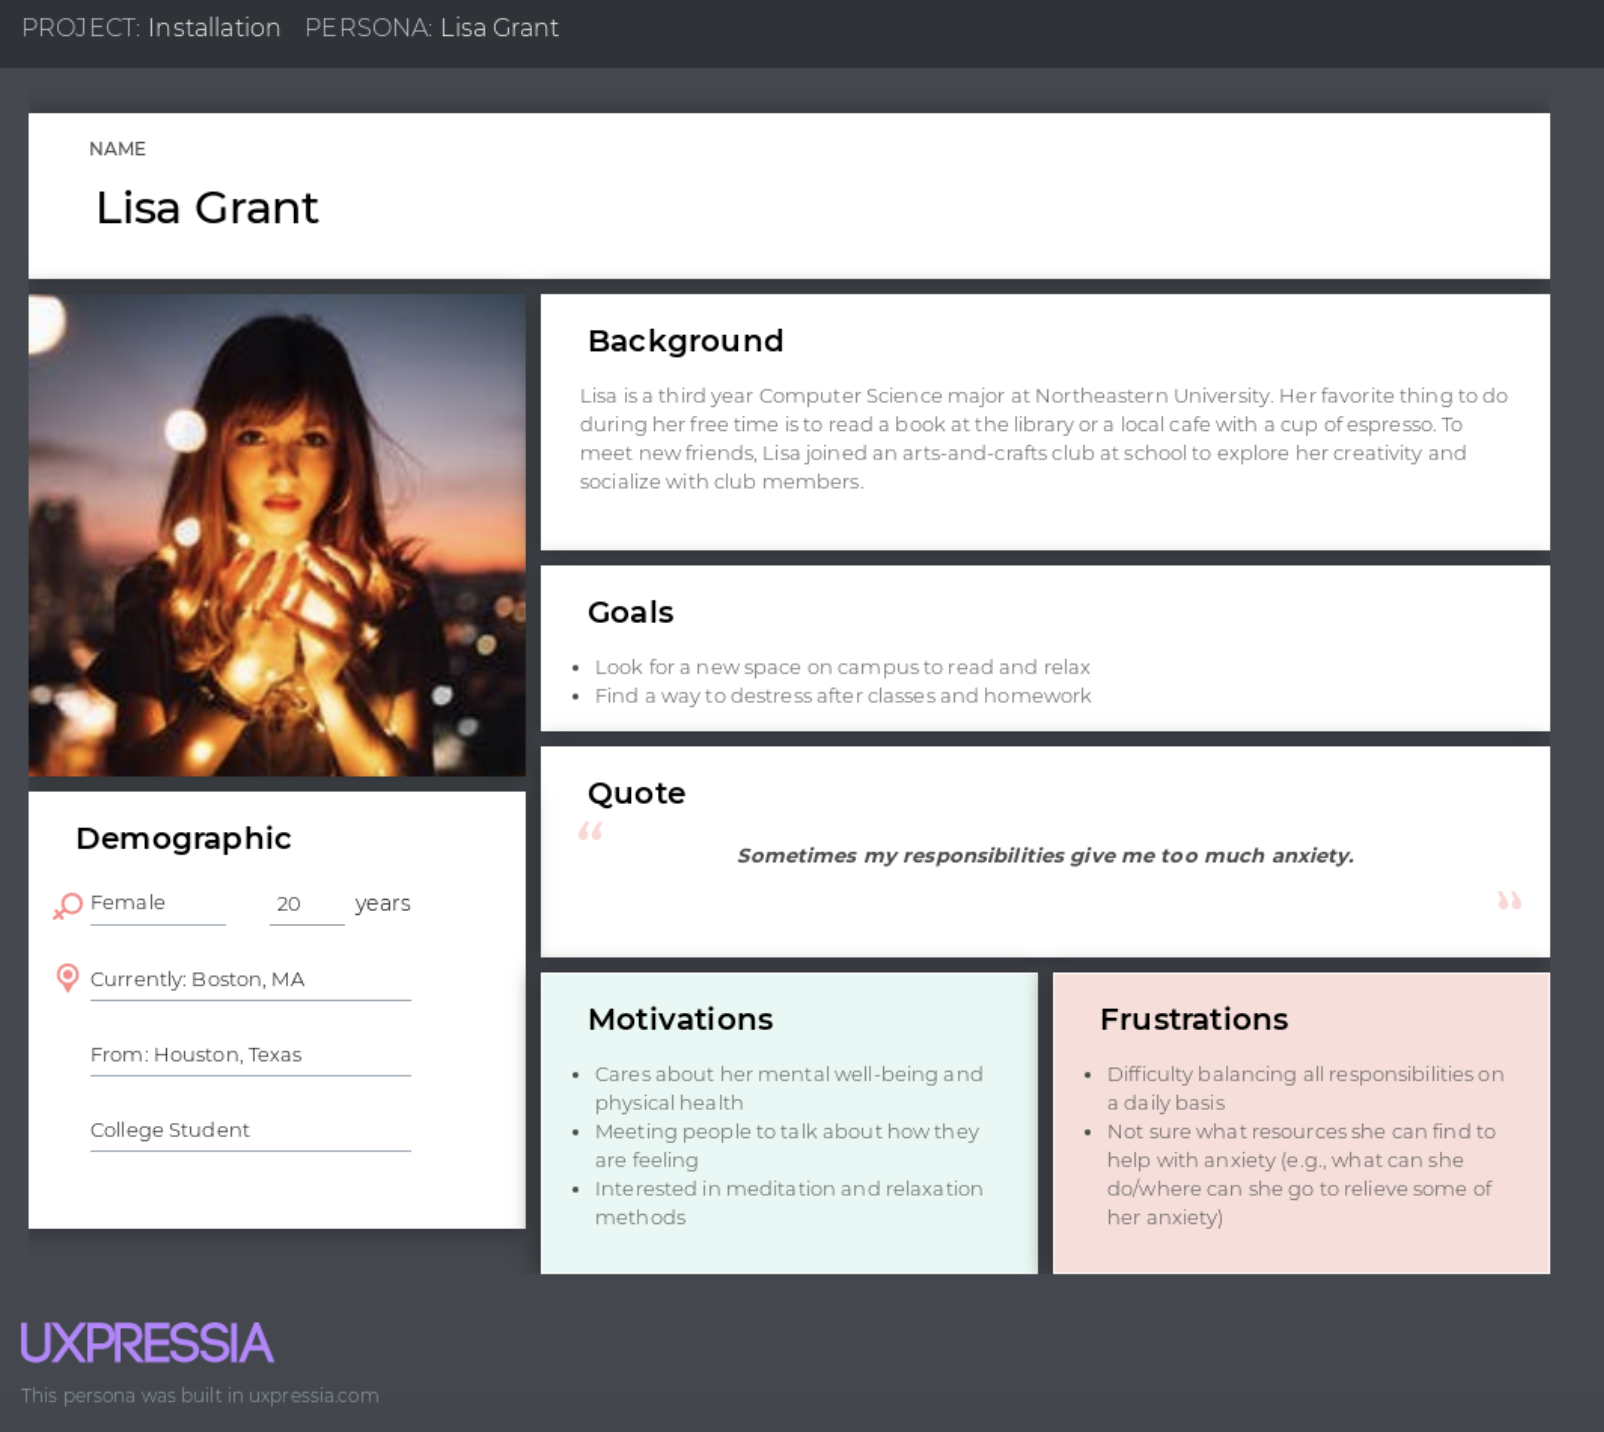 PROJECT: Installation PERSONA: Lisa Grant
NAME
Lisa Grant
Background
Lisa is a third year Computer Science major at Northeastern University. Her favorite thing to do
during her free time is to read a book at the library or a local cafe with a cup of espresso. To
meet new friends, Lisa joined an arts-and-crafts club at school to explore her creativity and
socialize with club members.
Goals
• Look for a new space on campus to read and relax
• Find a way to destress after classes and homework
Quote
“
Sometimes my responsibilities give me too much anxiety.
”
Demographic
Female 20 years
Currently: Boston, MA
From: Houston, Texas
College Student
Motivations
• Cares about her mental well-being and
physical health
• Meeting people to talk about how they
are feeling
• Interested in meditation and relaxation
methods
Frustrations
• Difficulty balancing all responsibilities on
a daily basis
• Not sure what resources she can find to
help with anxiety (e.g., what can she
do/where can she go to relieve some of
her anxiety)
UXPRESSIA
This persona was built in uxpressia.com